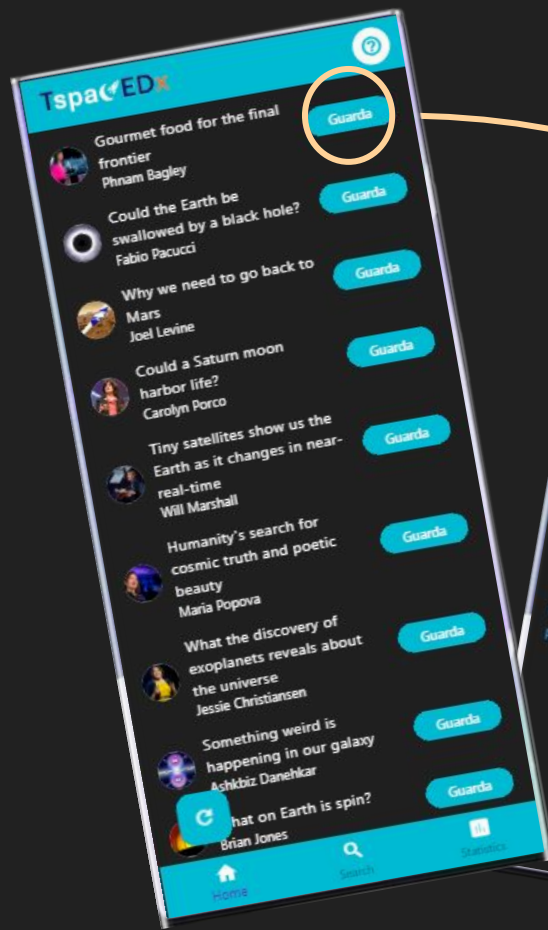 TspacEDx
Gourmet food for the final
frontier
Phnam Bagley
Guarda
Could the Earth be
swallowed by a black hole?
Fabio Pacucci
Guarda
Why we need to go back to
Mars
Joel Levine
Guarda
Could a Saturn moon
harbor life?
Carolyn Porco
Guarda
Tiny satellites show us the
Earth as it changes in near-
real-time
Will Marshall
Guarda
Humanity's search for
cosmic truth and poetic
beauty
Maria Popova
Guarda
What the discovery of
exoplanets reveals about
the universe
Jessie Christiansen
Guarda
Something weird is
happening in our galaxy
Ashkbiz Danehkar
Guarda
hat on Earth is spin?
Brian Jones
Guarda
Home
Search
Statistics